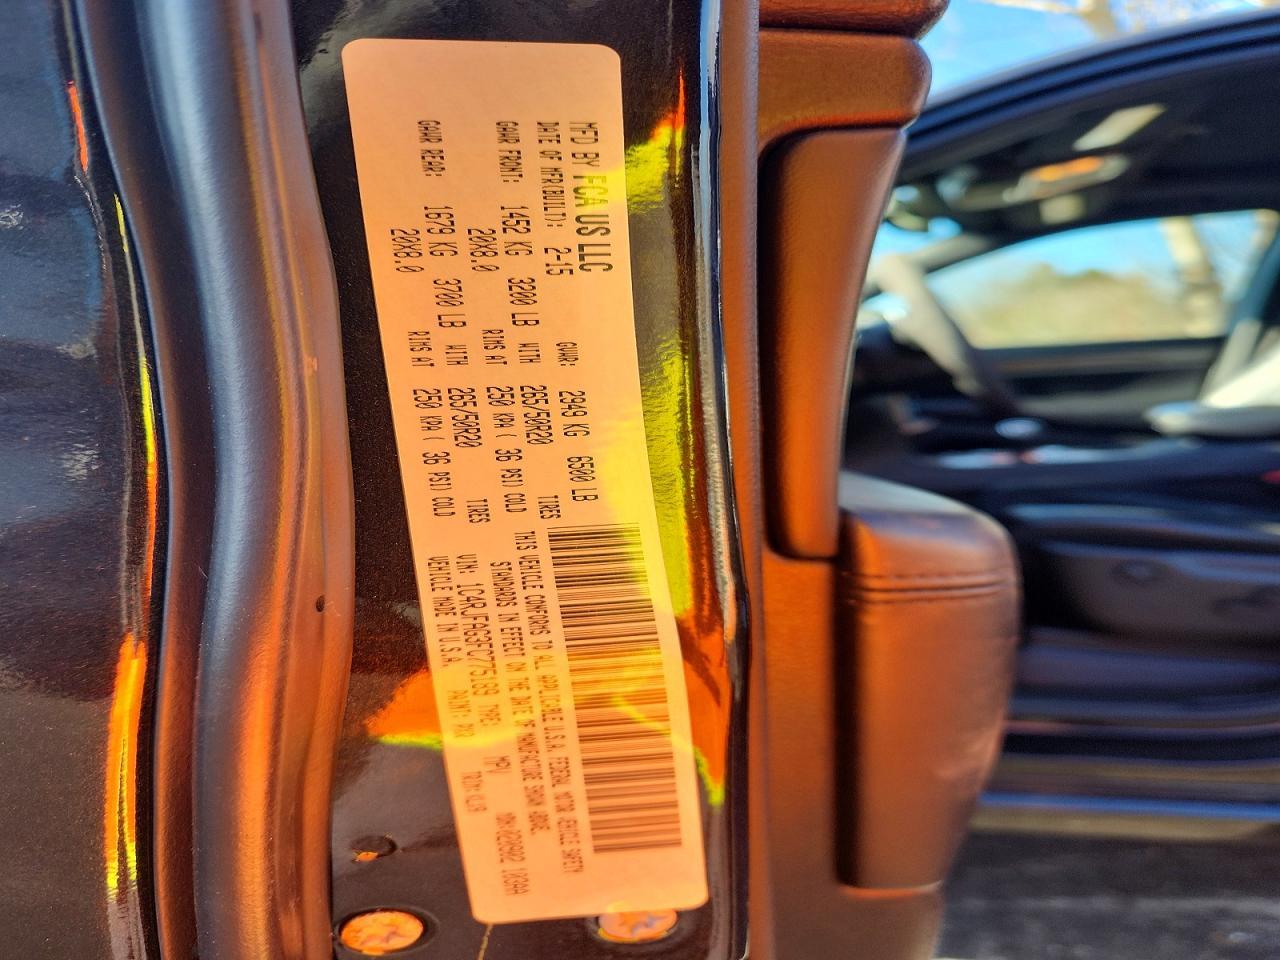 MFD BY FCA US LLC
DATE OF MFR(BUILT): 2-15 GVWR: 2949 KG 6500 LB
GAWR FRONT: 1452 KG 3200 LB WITH 265/50R20 TIRES
20X8.0 RIMS AT 250 KPA ( 36 PSI) COLD
GAWR REAR: 1679 KG 3700 LB WITH 265/50R20 TIRES
20X8.0 RIMS AT 250 KPA ( 36 PSI) COLD
THIS VEHICLE CONFORMS TO ALL APPLICABLE U.S.A. FEDERAL MOTOR VEHICLE SAFETY
STANDARDS IN EFFECT ON THE DATE OF MANUFACTURE SHOWN ABOVE.
VIN: 1C4RJFAG3FC775189 TYPE: MPV
VEHICLE MADE IN U.S.A. PAINT: TRIM: